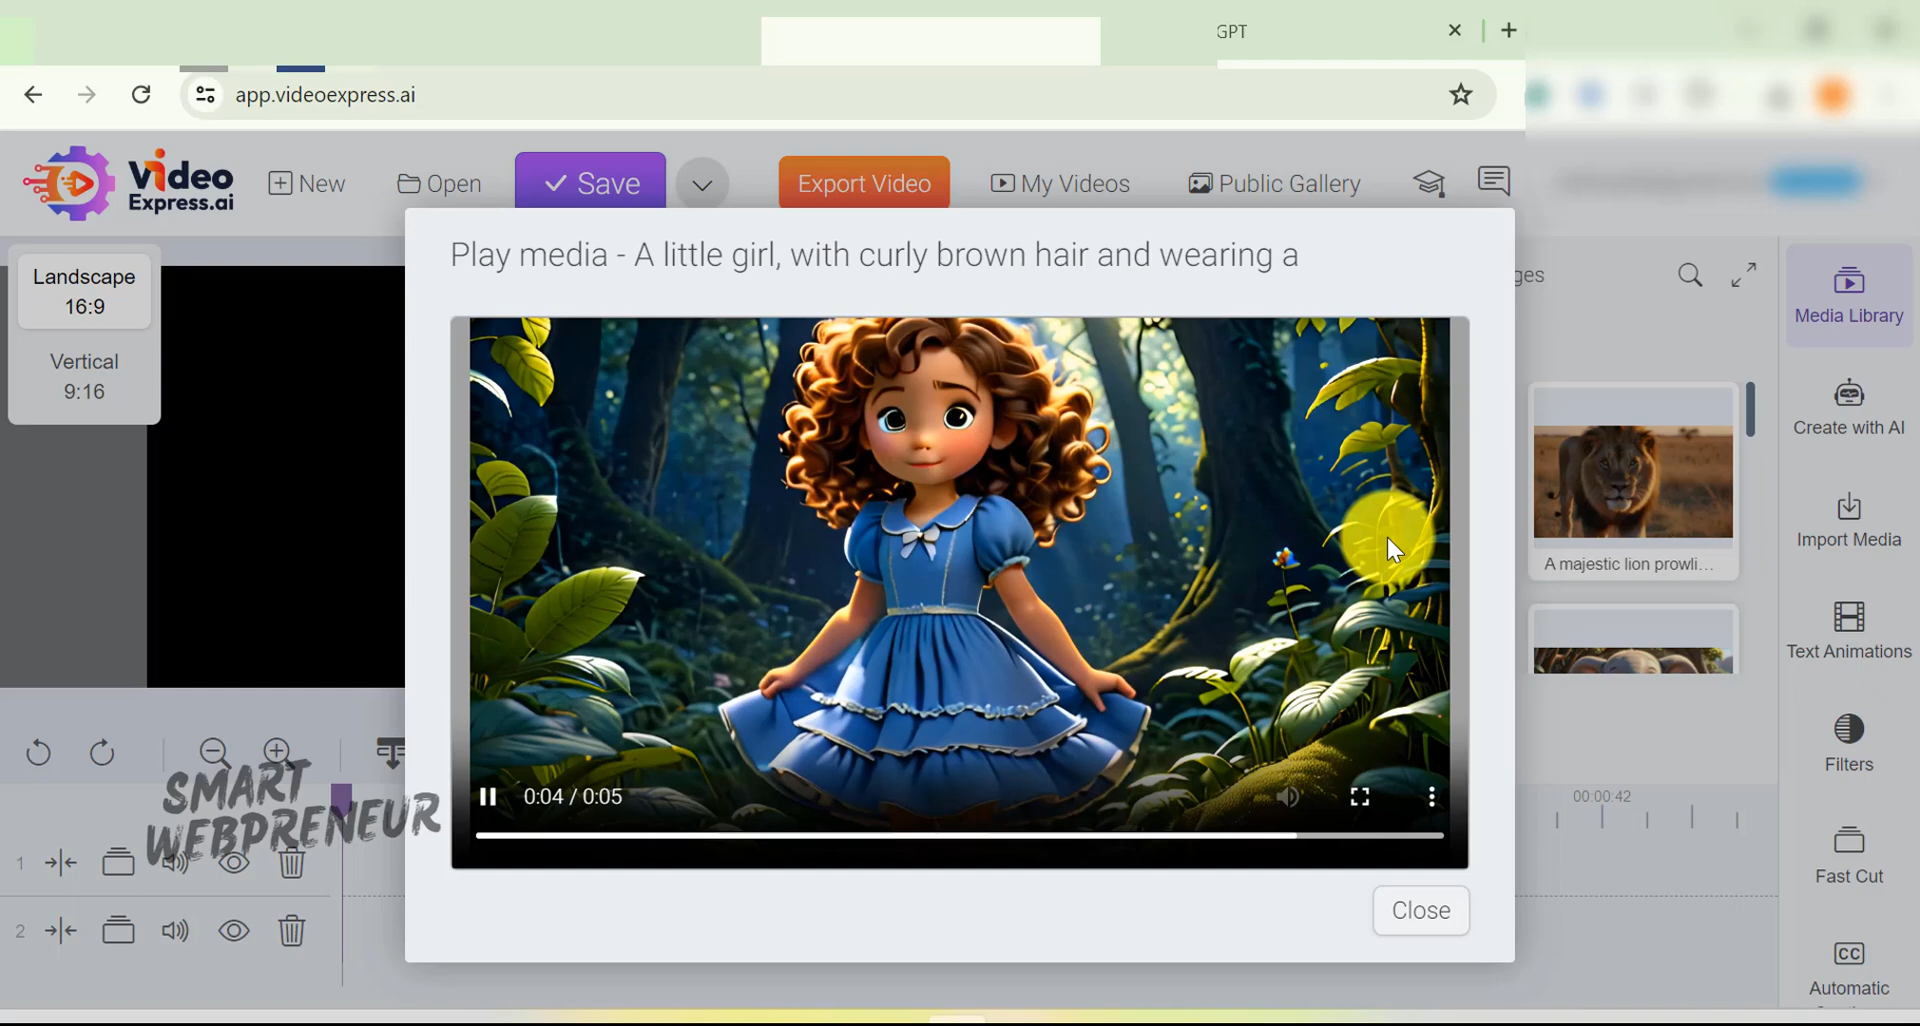 GPT
app.videoexpress.ai
Video
Express.ai
New
Open
Save
Export Video
My Videos
Public Gallery
Landscape
16:9
Vertical
9:16
Play media - A little girl, with curly brown hair and wearing a
ges
Media Library
Create with AI
A majestic lion prowli...
Import Media
Text Animations
Filters
0:04 / 0:05
00:00:42
SMART
WEBPRENEUR
Fast Cut
1
Close
2
CC
Automatic